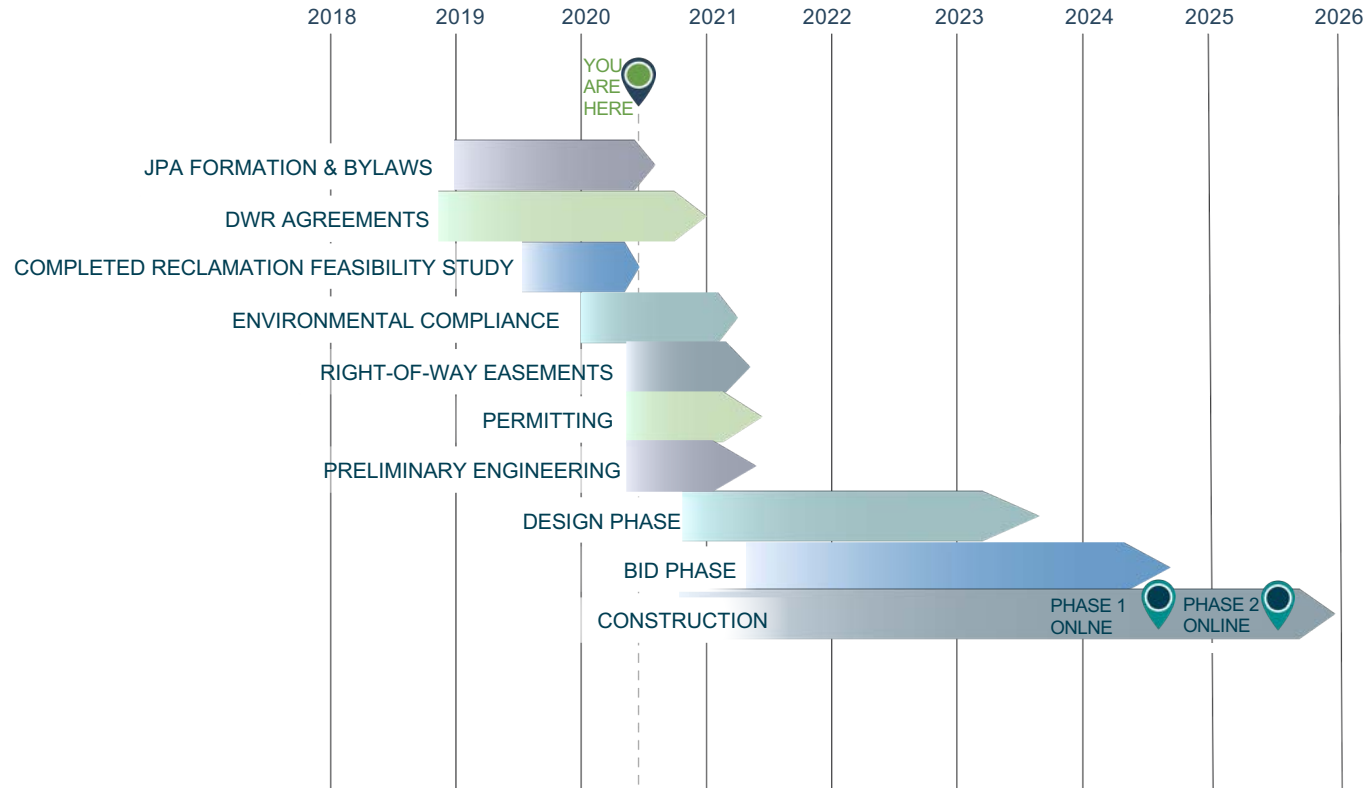 2018 2019 2020 2021 2022 2023 2024 2025 2026
YOU
ARE
HERE
JPA FORMATION & BYLAWS
DWR AGREEMENTS
COMPLETED RECLAMATION FEASIBILITY STUDY
ENVIRONMENTAL COMPLIANCE
RIGHT-OF-WAY EASEMENTS
PERMITTING
PRELIMINARY ENGINEERING
DESIGN PHASE
BID PHASE
CONSTRUCTION
PHASE 1
ONLNE
PHASE 2
ONLINE